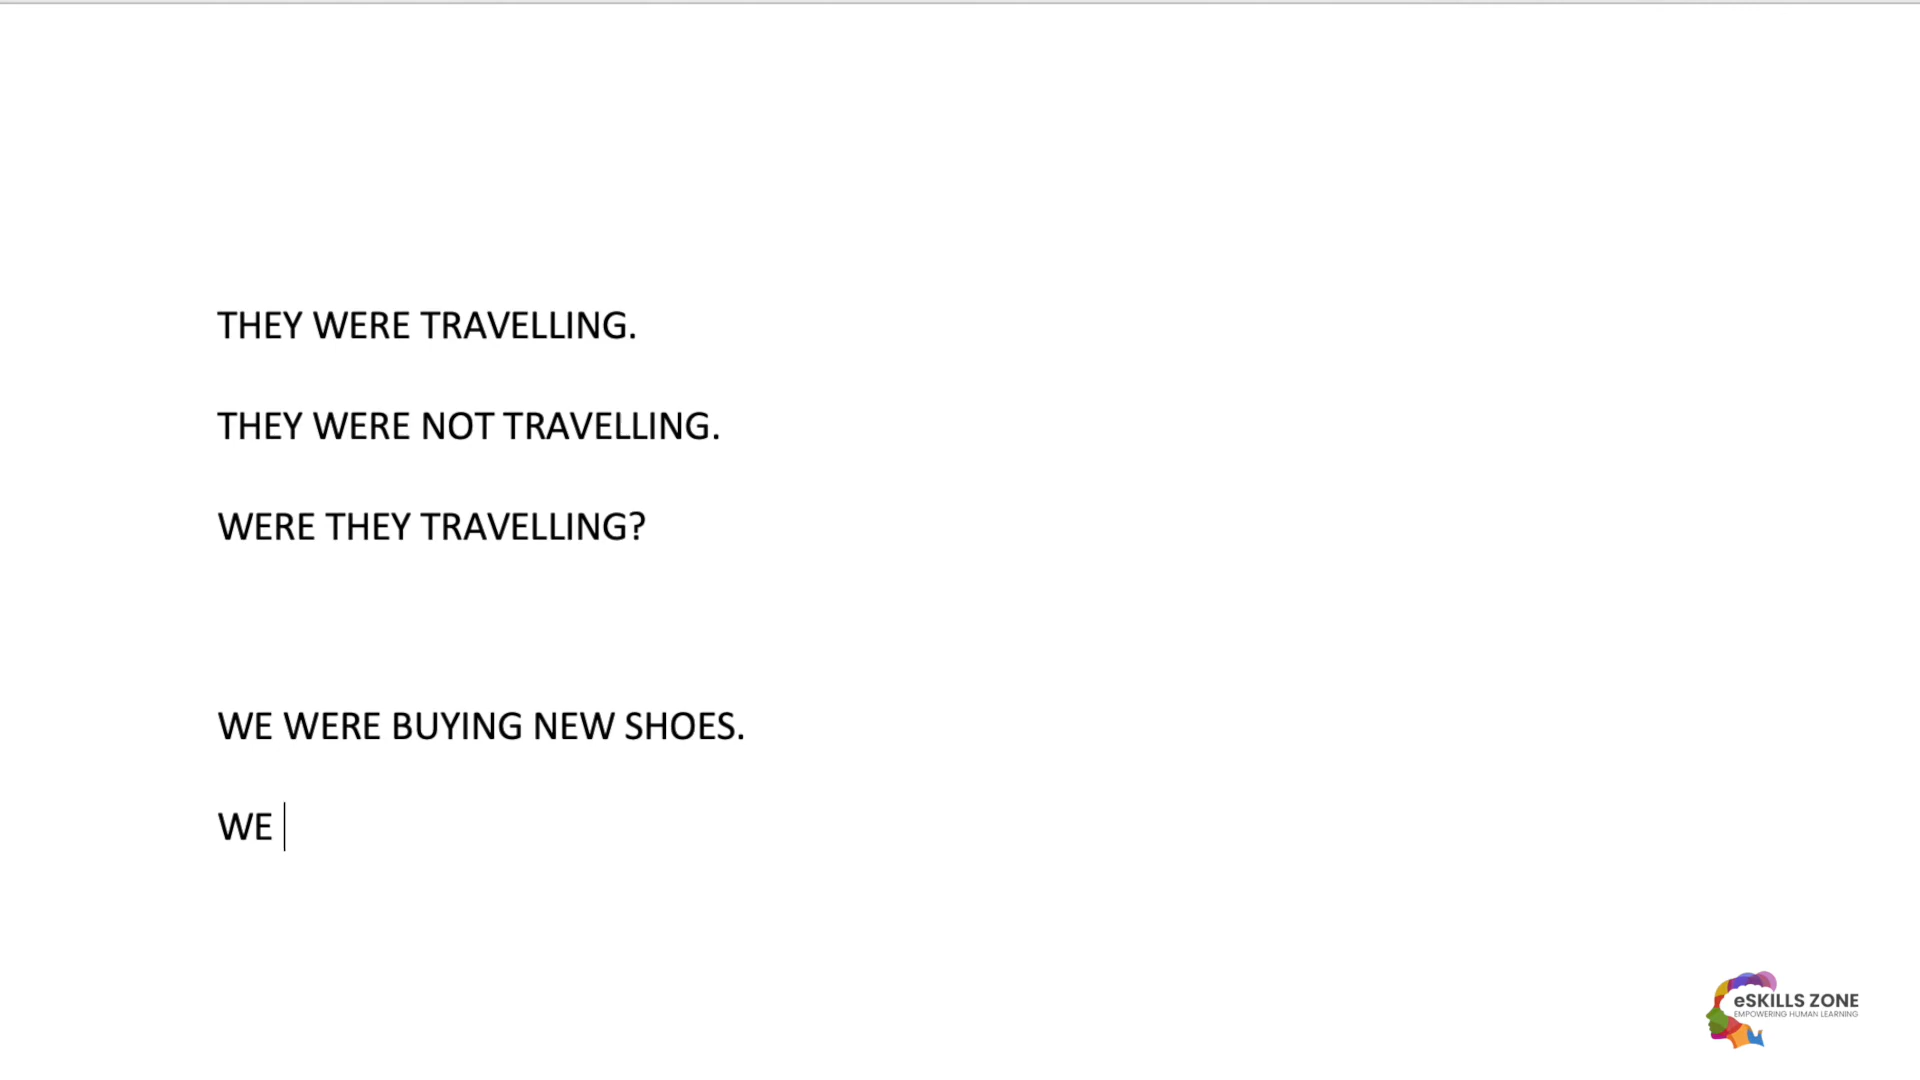 THEY WERE TRAVELLING.
THEY WERE NOT TRAVELLING.
WERE THEY TRAVELLING?
WE WERE BUYING NEW SHOES.
WE
eSKILLS ZONE
EMPOWERING HUMAN LEARNING